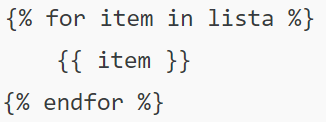 {% for item in lista %}
    {{ item }}
{% endfor %}